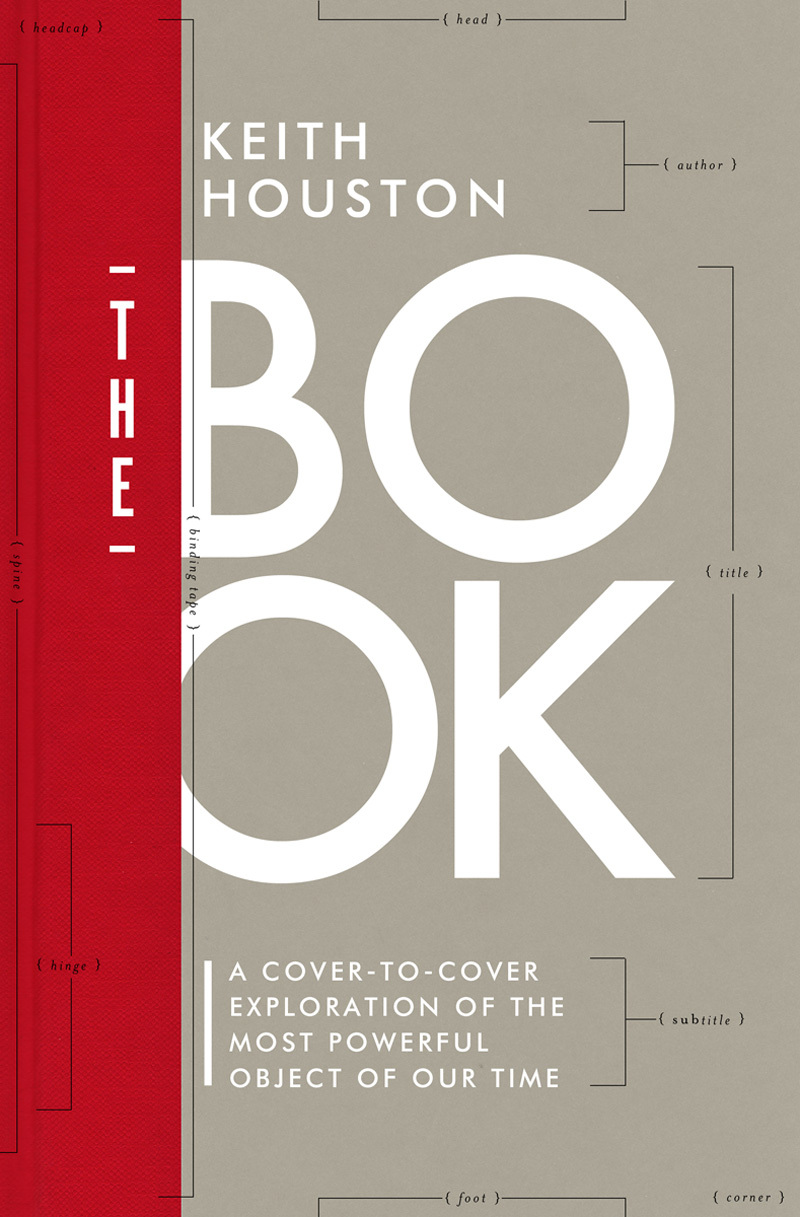 { headcap }
{ head }
KEITH
HOUSTON
{ author }
- THE -
BO
OK
{ title }
{ spine }
{ binding tape }
{ hinge }
A COVER-TO-COVER
EXPLORATION OF THE
MOST POWERFUL
OBJECT OF OUR TIME
{ subtitle }
{ foot }
{ corner }